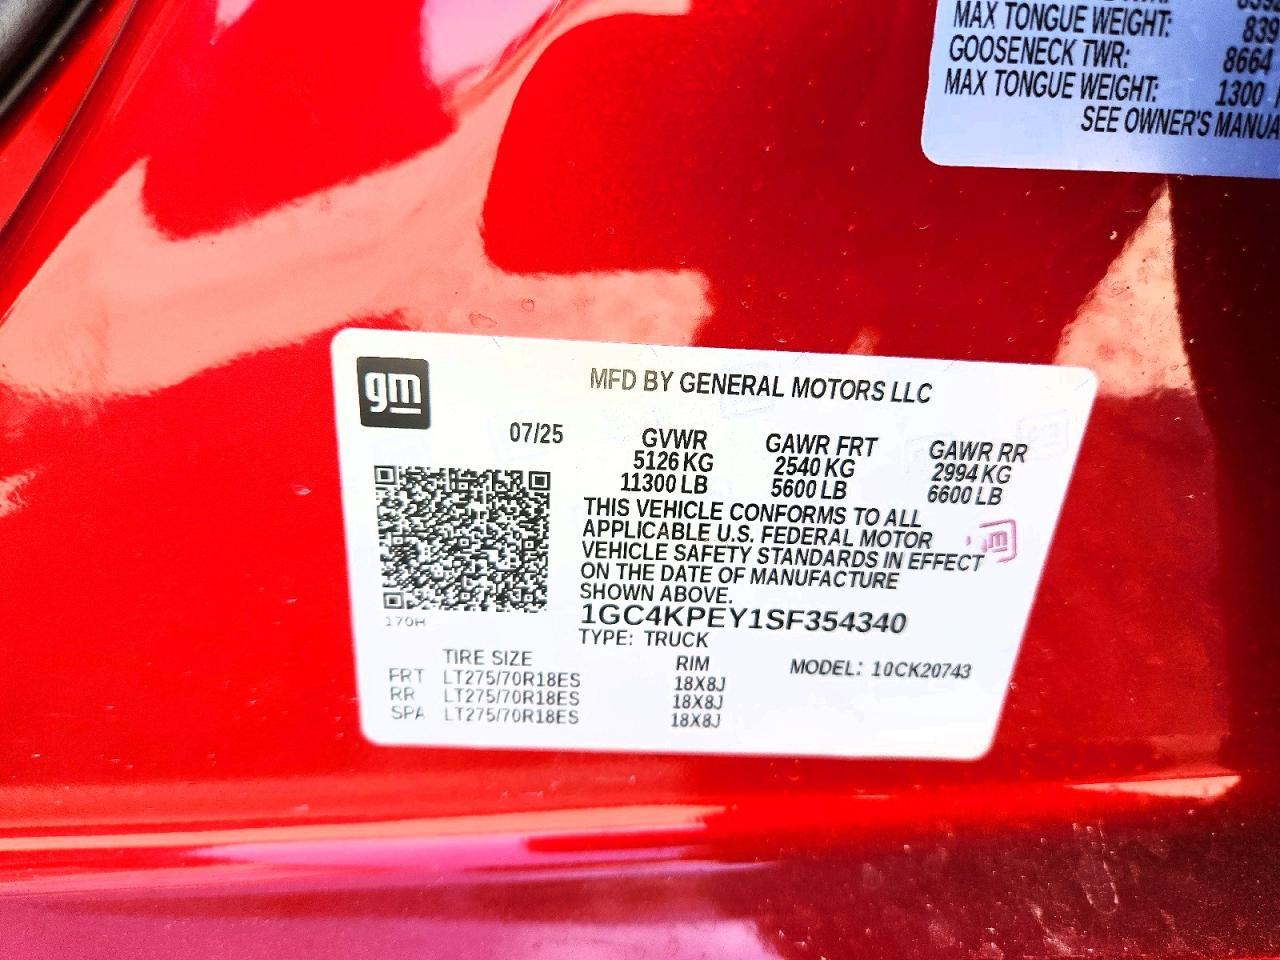 MAX TONGUE WEIGHT: 839
GOOSENECK TWR: 8664
MAX TONGUE WEIGHT: 1300
SEE OWNER'S MANUA
gm
MFD BY GENERAL MOTORS LLC
07/25
GVWR GAWR FRT GAWR RR
5126 KG 2540 KG 2994 KG
11300 LB 5600 LB 6600 LB
THIS VEHICLE CONFORMS TO ALL
APPLICABLE U.S. FEDERAL MOTOR
VEHICLE SAFETY STANDARDS IN EFFECT
ON THE DATE OF MANUFACTURE
SHOWN ABOVE.
1GC4KPEY1SF354340
170H
TYPE: TRUCK
TIRE SIZE RIM MODEL: 10CK20743
FRT LT275/70R18ES 18X8J
RR LT275/70R18ES 18X8J
SPA LT275/70R18ES 18X8J